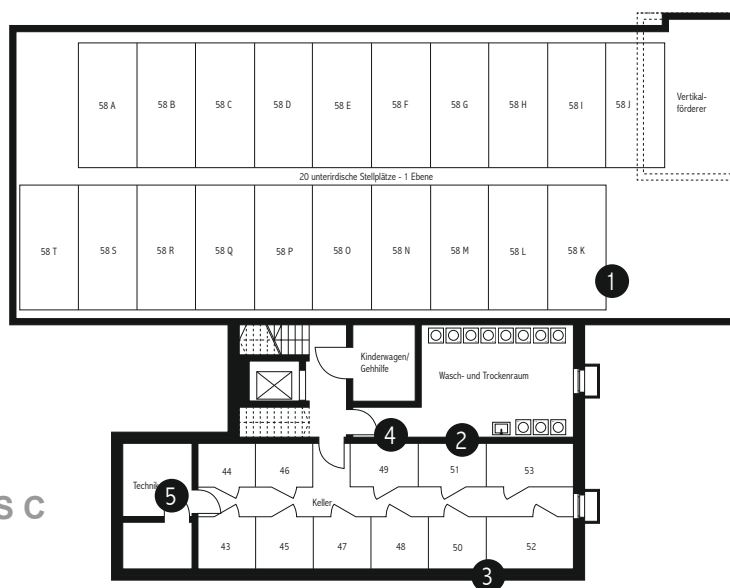 58 A 58 B 58 C 58 D 58 E 58 F 58 G 58 H 58 I 58 J
Vertikal-
förderer
20 unterirdische Stellplätze - 1 Ebene
58 T 58 S 58 R 58 Q 58 P 58 O 58 N 58 M 58 L 58 K
1
Kinderwagen/
Gehhilfe
Wasch- und Trockenraum
4 2
44 46 49 51 53
Technik
5
Keller
S C
43 45 47 48 50 52
3